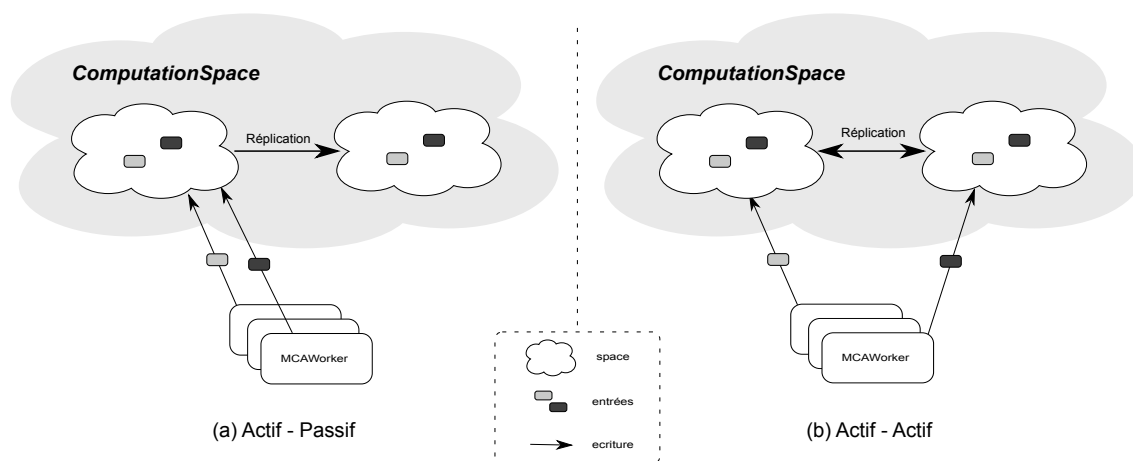 ComputationSpace
Réplication
MCAWorker
(a) Actif - Passif
ComputationSpace
Réplication
MCAWorker
(b) Actif - Actif
space
entrées
ecriture